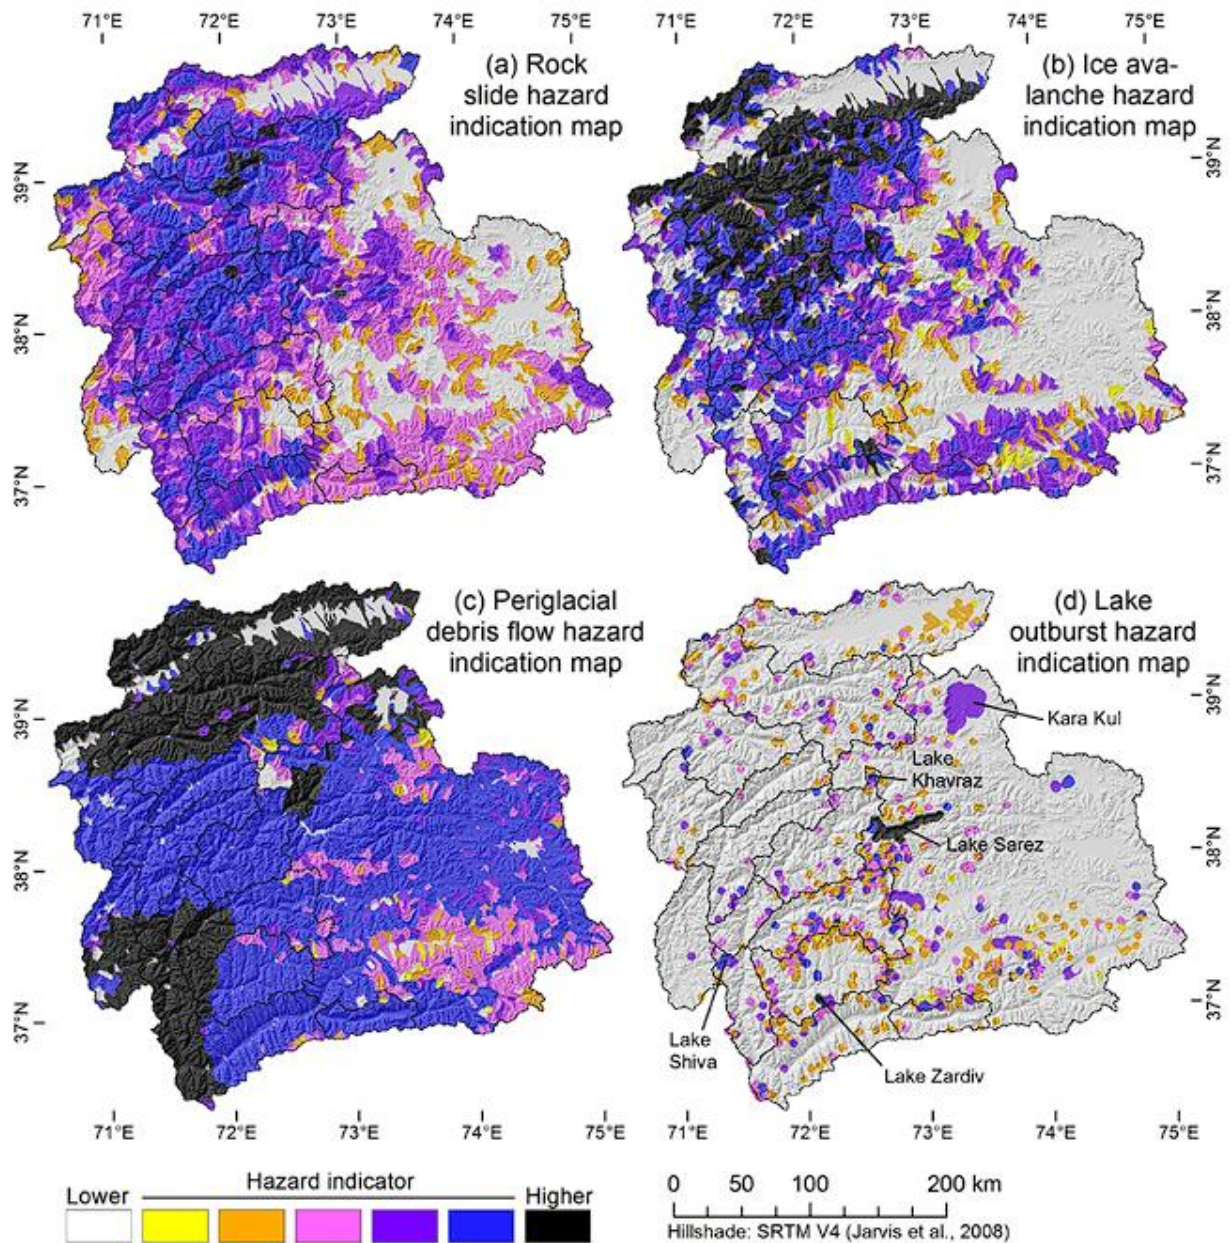 71°E 72°E 73°E 74°E 75°E
71°E 72°E 73°E 74°E 75°E
(a) Rock
slide hazard
indication map
(b) Ice ava-
lanche hazard
indication map
39°N
38°N
37°N
39°N
38°N
37°N
(c) Periglacial
debris flow hazard
indication map
(d) Lake
outburst hazard
indication map
39°N
38°N
37°N
39°N
38°N
37°N
Kara Kul
Lake
Khavraz
Lake Sarez
Lake
Shiva
Lake Zardiv
71°E 72°E 73°E 74°E 75°E
71°E 72°E 73°E 74°E 75°E
Lower Hazard indicator Higher
0 50 100 200 km
Hillshade: SRTM V4 (Jarvis et al., 2008)